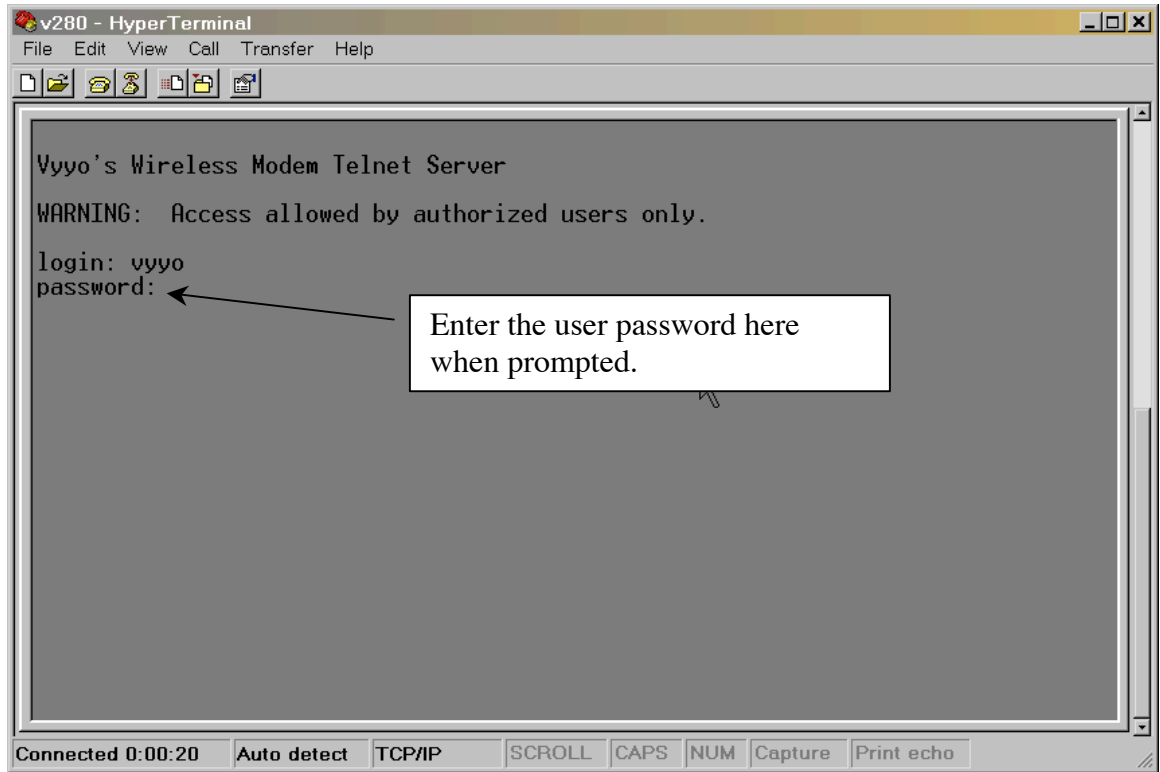 v280 - HyperTerminal
File Edit View Call Transfer Help
Vyyo's Wireless Modem Telnet Server
WARNING:  Access allowed by authorized users only.
login: vyyo
password:
Enter the user password here
when prompted.
Connected 0:00:20 Auto detect TCP/IP SCROLL CAPS NUM Capture Print echo